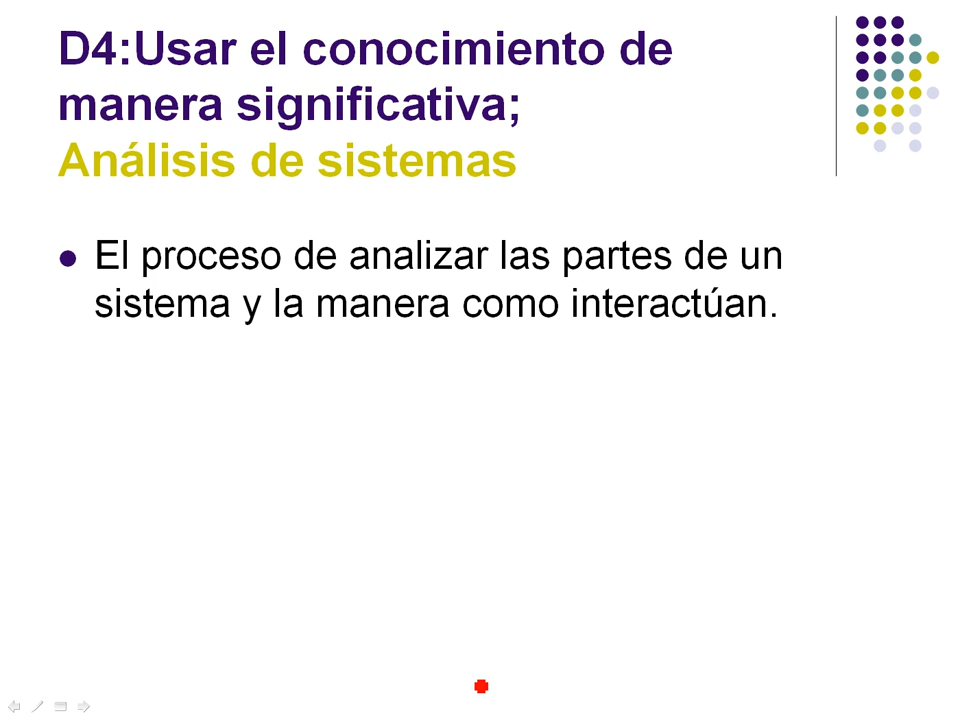 D4:Usar el conocimiento de
manera significativa;
Análisis de sistemas
El proceso de analizar las partes de un
sistema y la manera como interactúan.